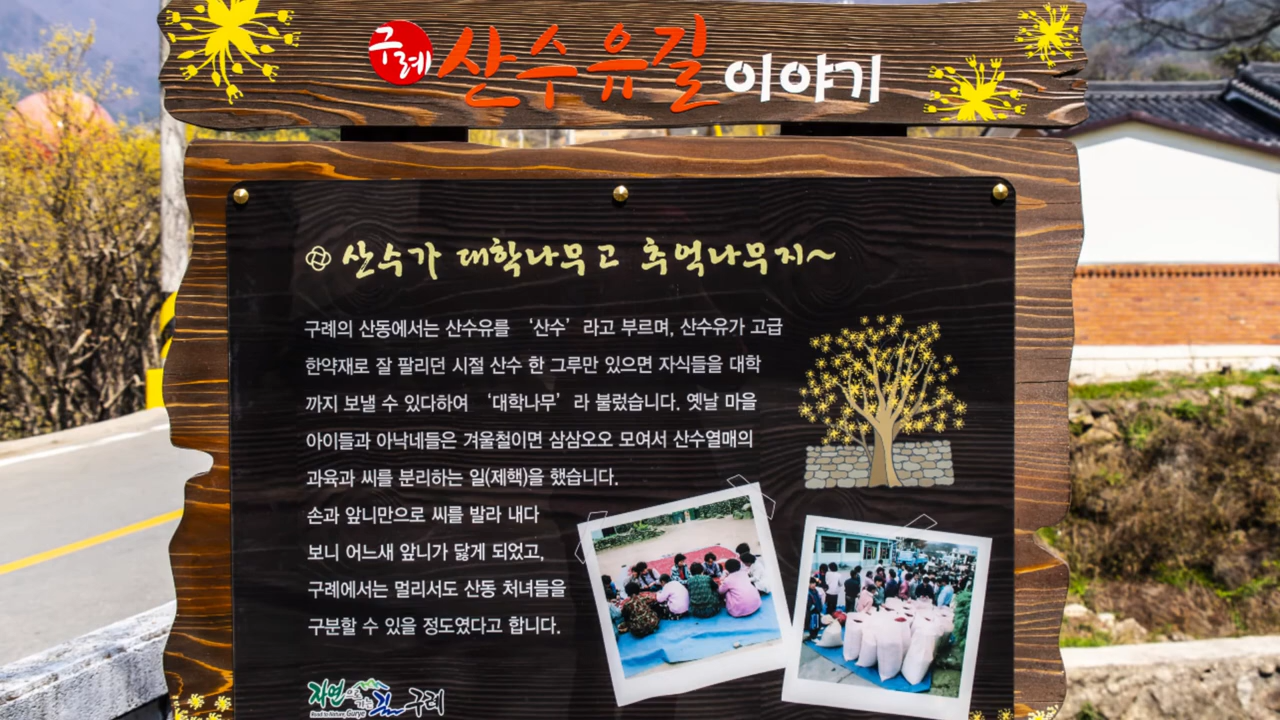 구례 산수유길 이야기
산수가 대학나무고 추억나무지~
구례의 산동에서는 산수유를 ‘산수’ 라고 부르며, 산수유가 고급
한약재로 잘 팔리던 시절 산수 한 그루만 있으면 자식들을 대학
까지 보낼 수 있다하여 ‘대학나무’ 라 불렀습니다. 옛날 마을
아이들과 아낙네들은 겨울철이면 삼삼오오 모여서 산수열매의
과육과 씨를 분리하는 일(제핵)을 했습니다.
손과 앞니만으로 씨를 발라 내다
보니 어느새 앞니가 닳게 되었고,
구례에서는 멀리서도 산동 처녀들을
구분할 수 있을 정도였다고 합니다.
자연으로 가는 길 구례
Road to Nature, Gurye